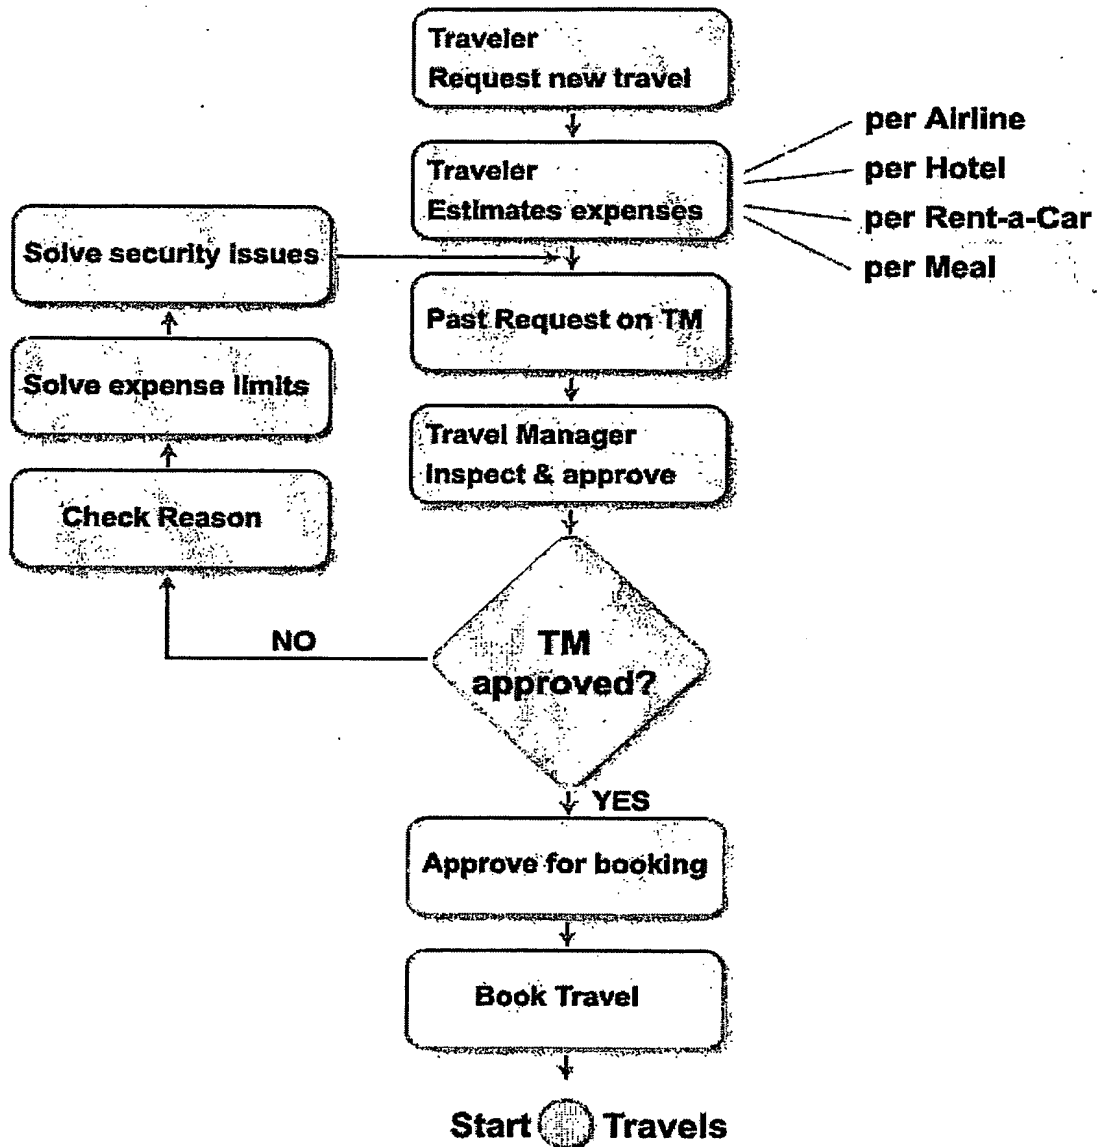 Traveler
Request new travel
Traveler
Estimates expenses
per Airline
per Hotel
per Rent-a-Car
per Meal
Solve security issues
Past Request on TM
Solve expense limits
Travel Manager
Inspect & approve
Check Reason
NO
TM
approved?
YES
Approve for booking
Book Travel
Start Travels